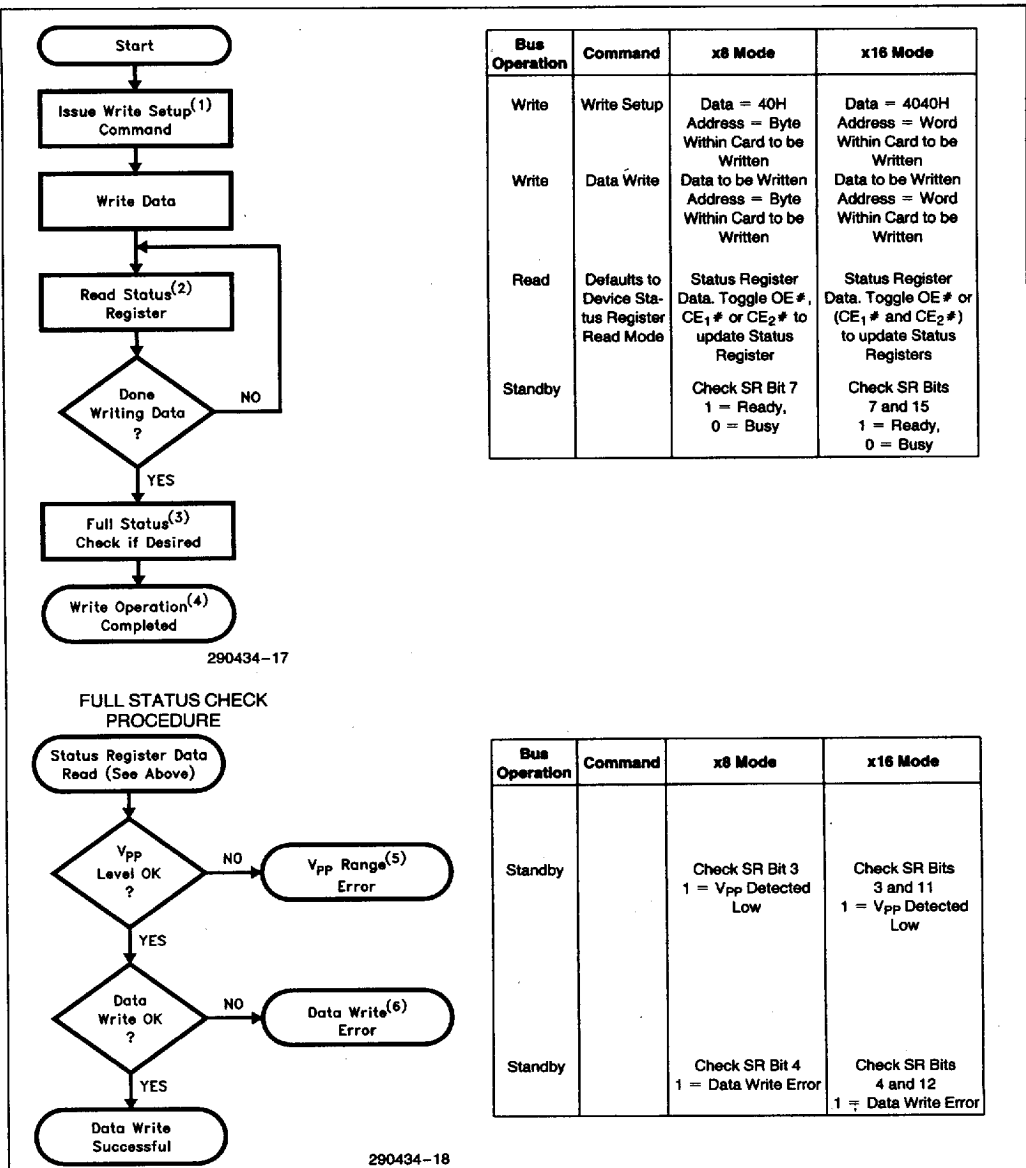 Start
Issue Write Setup(1)
Command
Write Data
Read Status(2)
Register
Done
Writing Data
?
NO
YES
Full Status(3)
Check if Desired
Write Operation(4)
Completed
290434-17
Bus Operation | Command | x8 Mode | x16 Mode
Write | Write Setup | Data = 40H | Data = 4040H
Address = Byte | Address = Word
Within Card to be | Within Card to be
Written | Written
Write | Data Write | Data to be Written | Data to be Written
Address = Byte | Address = Word
Within Card to be | Within Card to be
Written | Written
Read | Defaults to | Status Register | Status Register
Device Sta- | Data. Toggle OE#, | Data. Toggle OE# or
tus Register | CE1# or CE2# to | (CE1# and CE2#)
Read Mode | update Status | to update Status
Register | Registers
Standby | Check SR Bit 7 | Check SR Bits
1 = Ready, | 7 and 15
0 = Busy | 1 = Ready,
0 = Busy
FULL STATUS CHECK
PROCEDURE
Status Register Data
Read (See Above)
VPP
Level OK
?
NO
VPP Range(5)
Error
YES
Data
Write OK
?
NO
Data Write(6)
Error
YES
Data Write
Successful
290434-18
Bus Operation | Command | x8 Mode | x16 Mode
Standby | Check SR Bit 3 | Check SR Bits
1 = VPP Detected | 3 and 11
Low | 1 = VPP Detected
Low
Standby | Check SR Bit 4 | Check SR Bits
1 = Data Write Error | 4 and 12
1 = Data Write Error